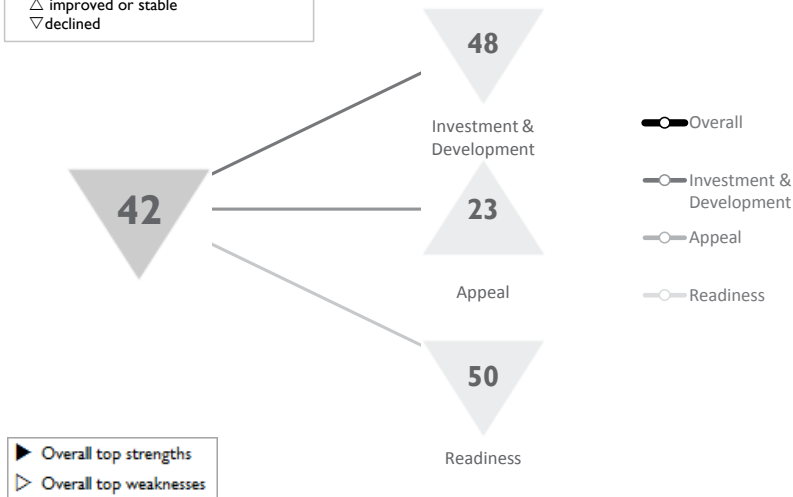 △ improved or stable
▽ declined
48
Investment &
Development
42
23
Appeal
50
Readiness
Overall
Investment &
Development
Appeal
Readiness
▶ Overall top strengths
▷ Overall top weaknesses